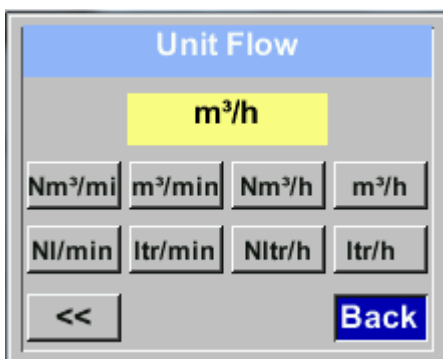 Unit Flow
m³/h
Nm³/mi m³/min Nm³/h m³/h
Nl/min ltr/min Nltr/h ltr/h
<< Back